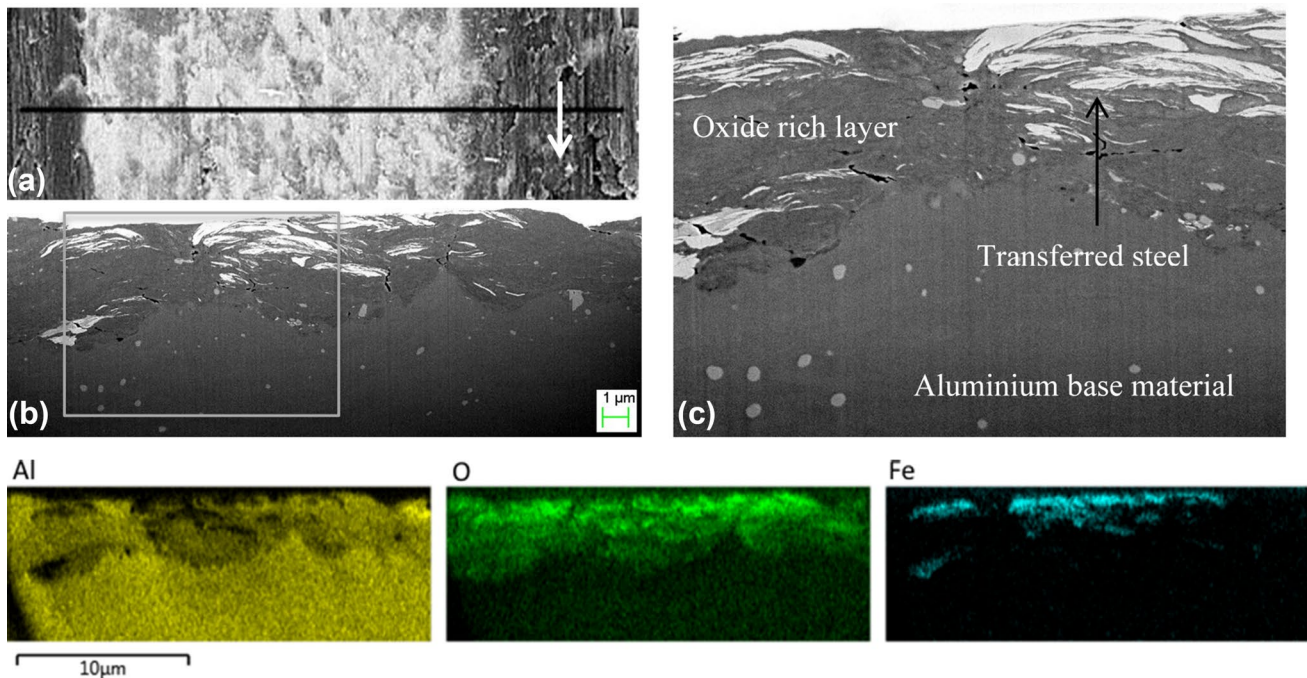 (a)
(b)
1 µm
Oxide rich layer
Transferred steel
Aluminium base material
(c)
Al
O
Fe
10µm